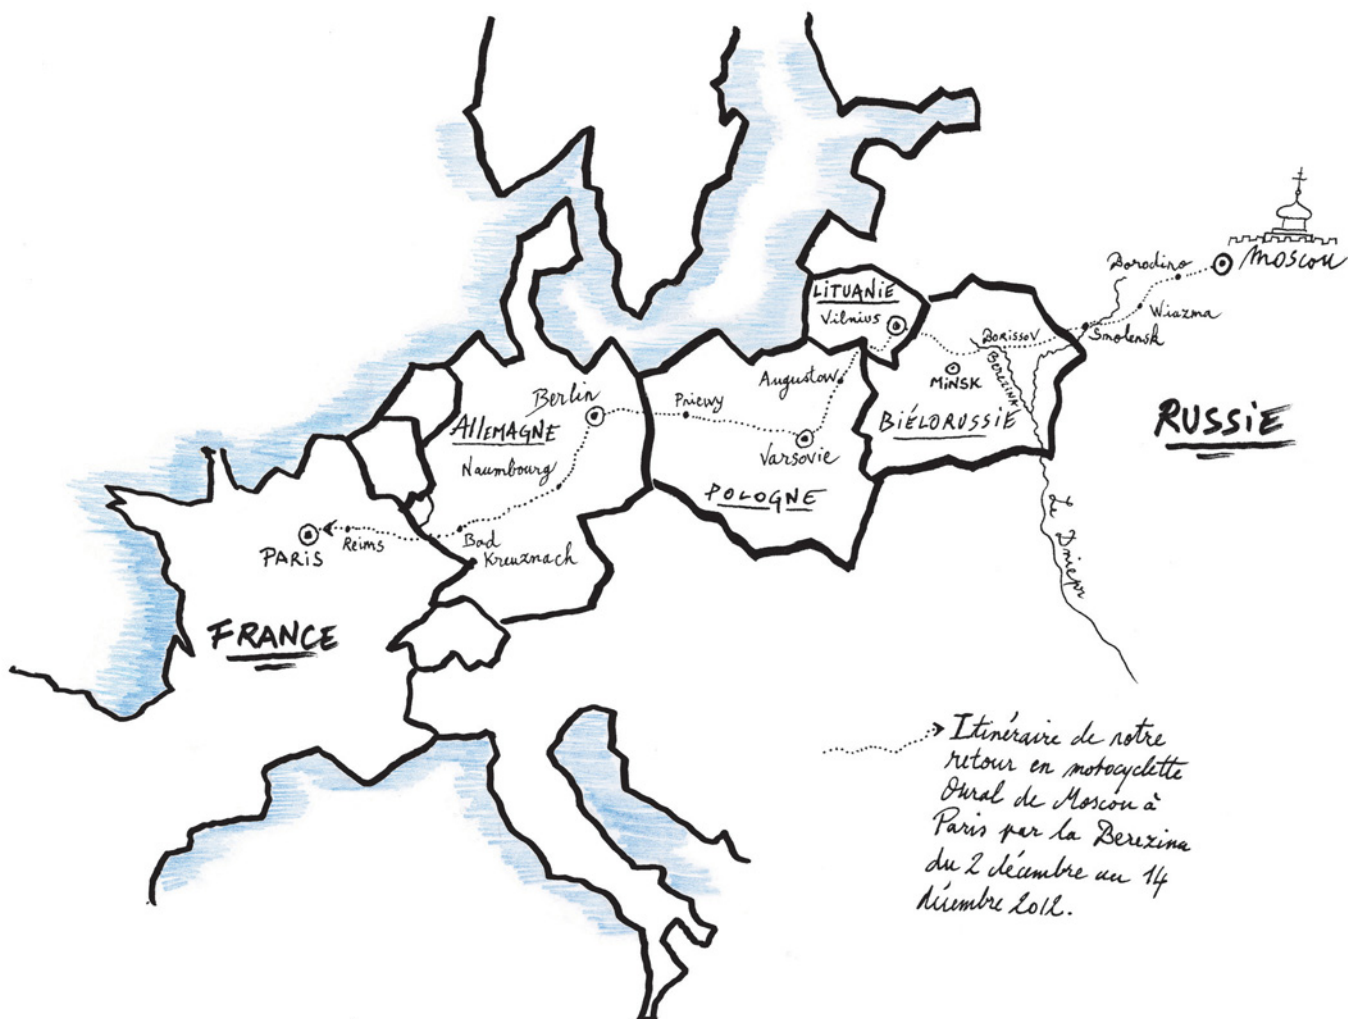 Moscou
Borodino
Wiazma
Smolensk
LITUANIE
Vilnius
BORISSOV
BEREZINA
MINSK
BIÉLORUSSIE
RUSSIE
Augustow
Berlin
Pniewy
ALLEMAGNE
Varsovie
Naumbourg
POLOGNE
Le Dniepr
PARIS
Reims
Bad
Kreuznach
FRANCE
Itinéraire de notre
retour en motocyclette
Oural de Moscou à
Paris par la Berezina
du 2 décembre au 14
décembre 2012.